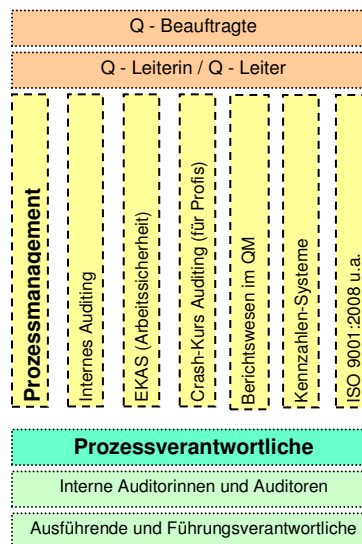 Q - Beauftragte
Q - Leiterin / Q - Leiter
Prozessmanagement
Internes Auditing
EKAS (Arbeitssicherheit)
Crash-Kurs Auditing (für Profis)
Berichtswesen im QM
Kennzahlen-Systeme
ISO 9001:2008 u.a.
Prozessverantwortliche
Interne Auditorinnen und Auditoren
Ausführende und Führungsverantwortliche